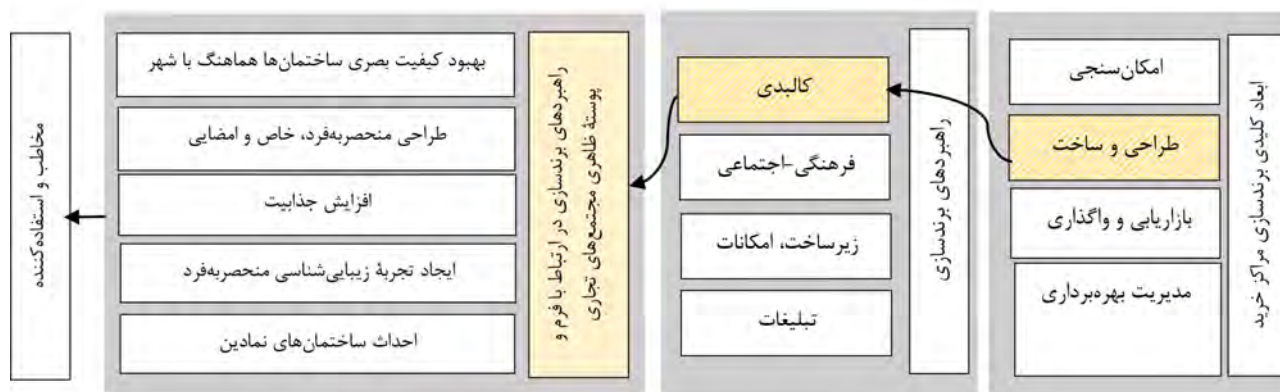 ابعاد کلیدی برندسازی مراکز خرید
امکان‌سنجی
طراحی و ساخت
بازاریابی و واگذاری
مدیریت بهره‌برداری
راهبردهای برندسازی
کالبدی
فرهنگی-اجتماعی
زیرساخت، امکانات
تبلیغات
راهبردهای برندسازی در ارتباط با فرم و
پوستهٔ ظاهری مجتمع‌های تجاری
بهبود کیفیت بصری ساختمان‌ها هماهنگ با شهر
طراحی منحصربه‌فرد، خاص و امضایی
افزایش جذابیت
ایجاد تجربهٔ زیبایی‌شناسی منحصربه‌فرد
احداث ساختمان‌های نمادین
مخاطب و استفاده‌کننده